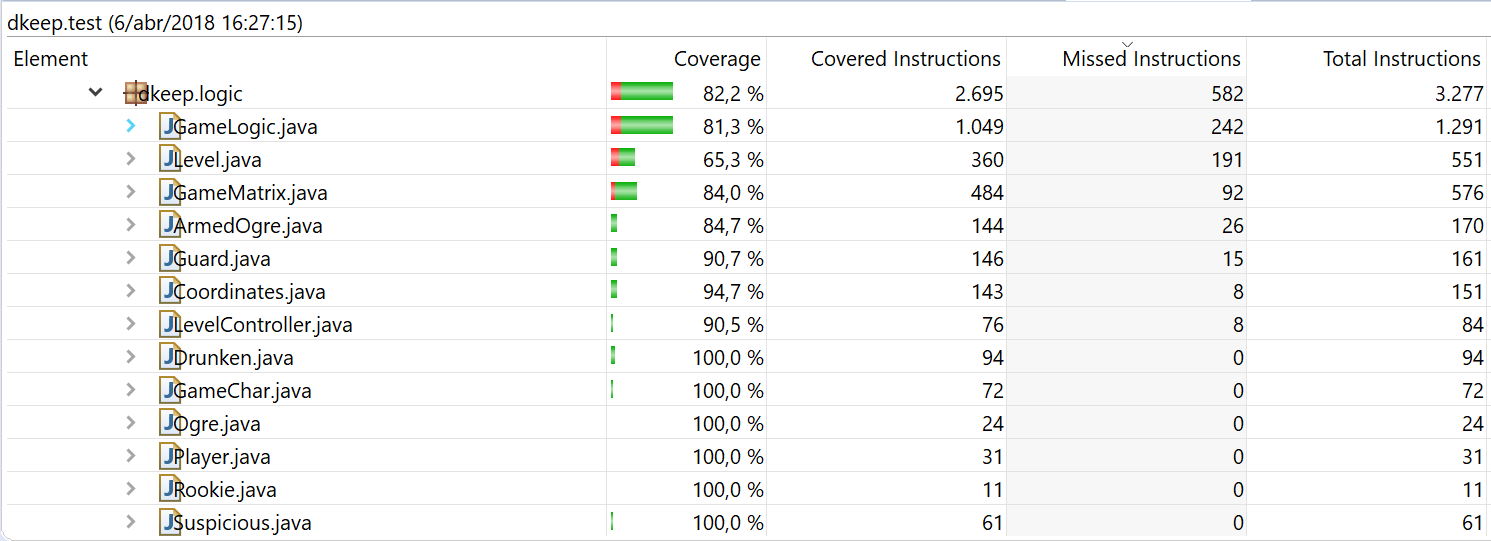 dkeep.test (6/abr/2018 16:27:15)
Element Coverage Covered Instructions Missed Instructions Total Instructions
dkeep.logic 82,2 % 2.695 582 3.277
GameLogic.java 81,3 % 1.049 242 1.291
Level.java 65,3 % 360 191 551
GameMatrix.java 84,0 % 484 92 576
ArmedOgre.java 84,7 % 144 26 170
Guard.java 90,7 % 146 15 161
Coordinates.java 94,7 % 143 8 151
LevelController.java 90,5 % 76 8 84
Drunken.java 100,0 % 94 0 94
GameChar.java 100,0 % 72 0 72
Ogre.java 100,0 % 24 0 24
Player.java 100,0 % 31 0 31
Rookie.java 100,0 % 11 0 11
Suspicious.java 100,0 % 61 0 61